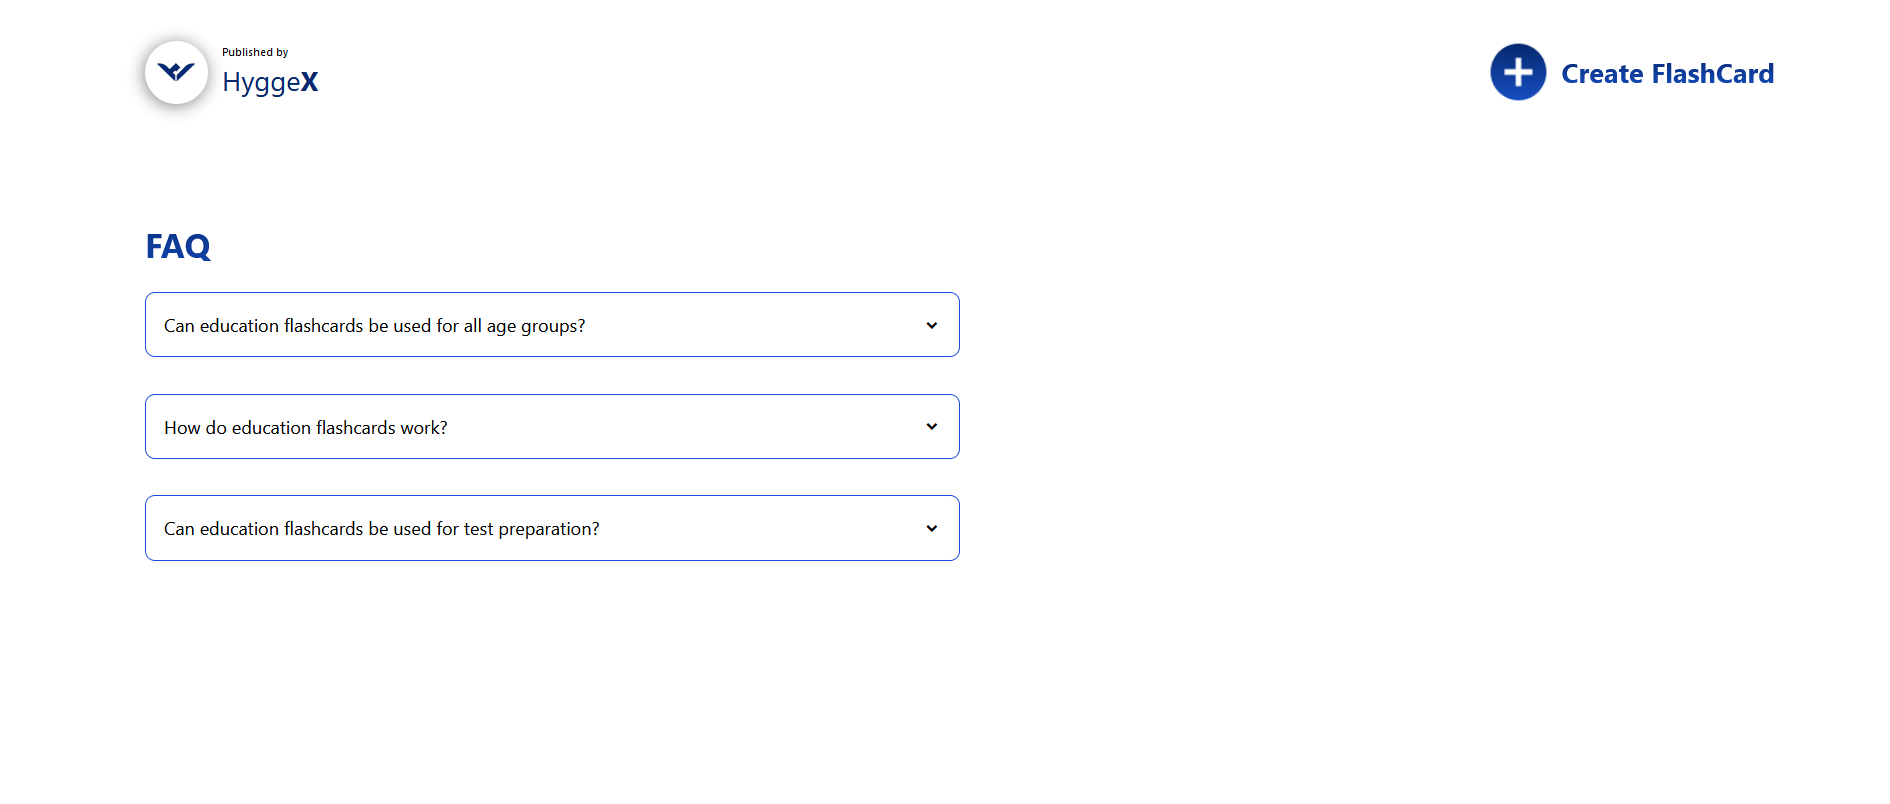 Published by
HyggeX
Create FlashCard
FAQ
Can education flashcards be used for all age groups?
How do education flashcards work?
Can education flashcards be used for test preparation?